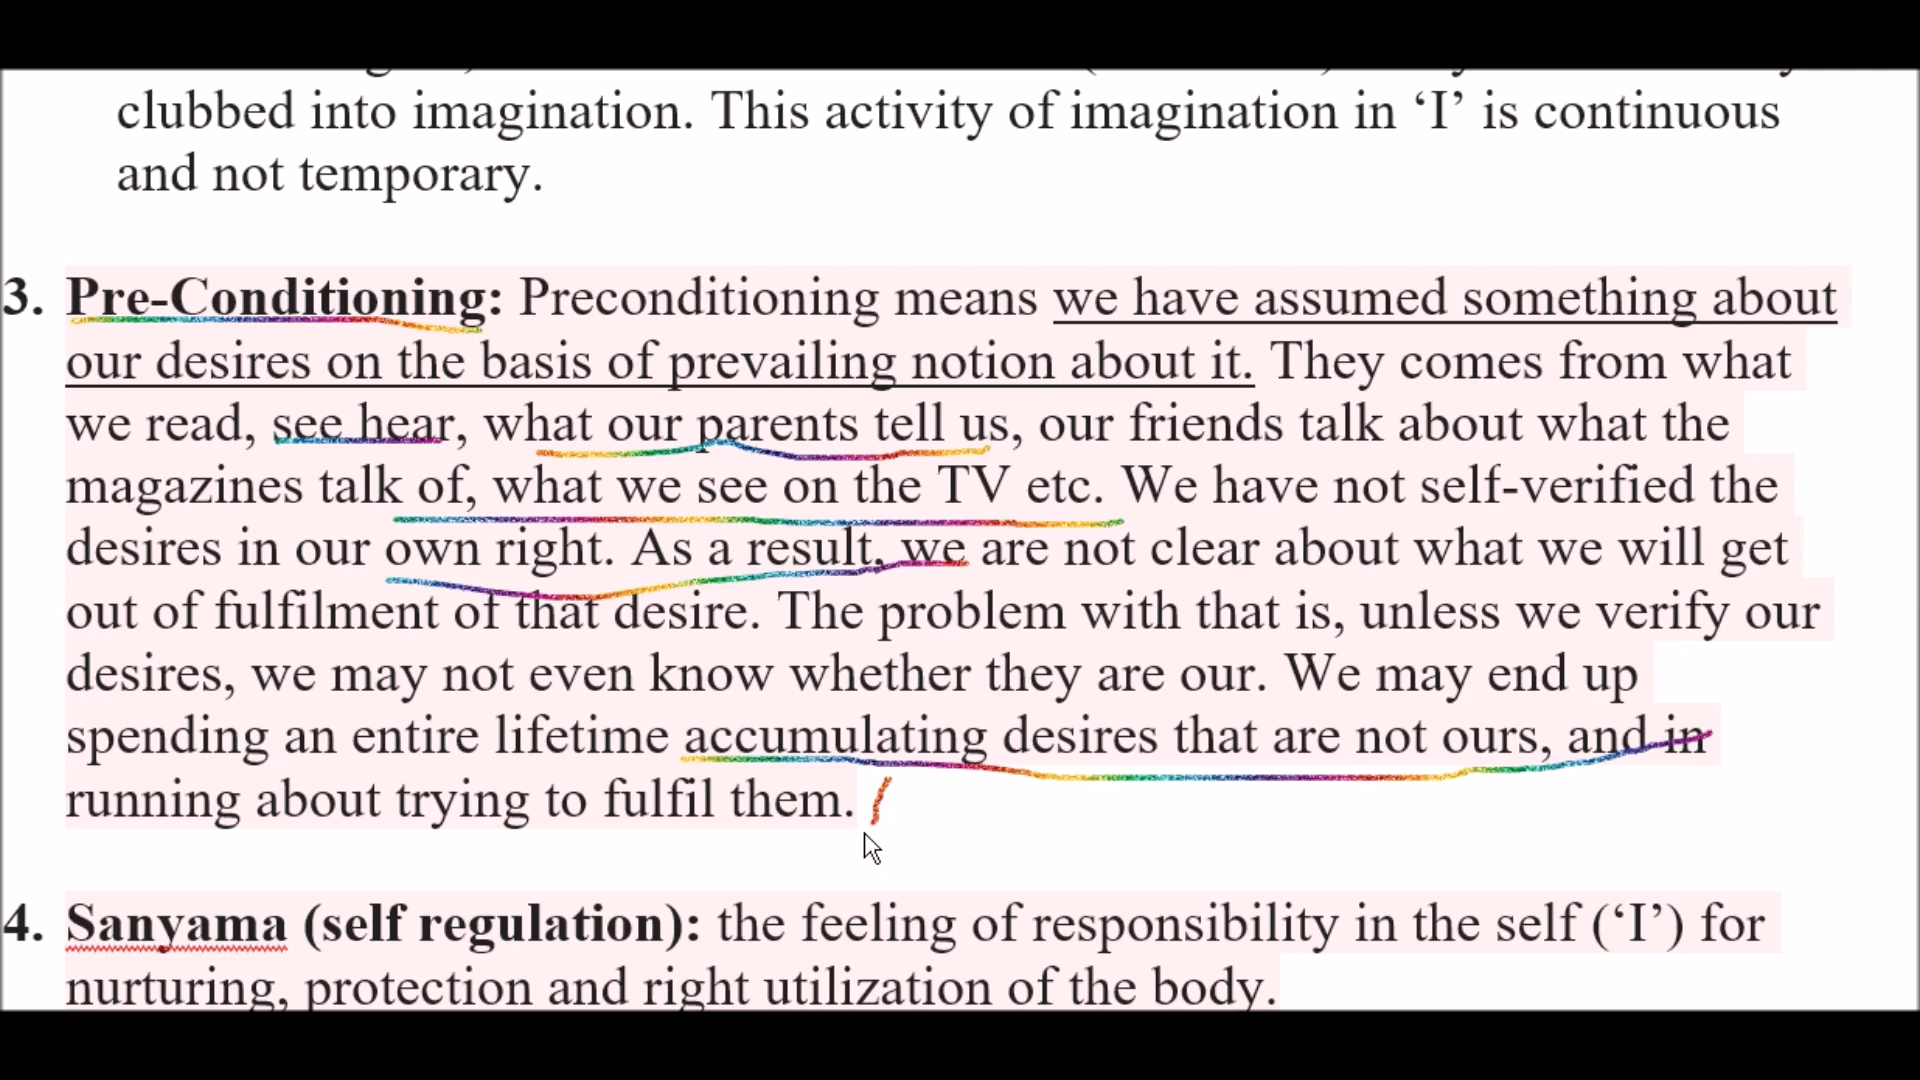 clubbed into imagination. This activity of imagination in ‘I’ is continuous
and not temporary.
3. Pre-Conditioning: Preconditioning means we have assumed something about
our desires on the basis of prevailing notion about it. They comes from what
we read, see hear, what our parents tell us, our friends talk about what the
magazines talk of, what we see on the TV etc. We have not self-verified the
desires in our own right. As a result, we are not clear about what we will get
out of fulfilment of that desire. The problem with that is, unless we verify our
desires, we may not even know whether they are our. We may end up
spending an entire lifetime accumulating desires that are not ours, and in
running about trying to fulfil them.
4. Sanyama (self regulation): the feeling of responsibility in the self (‘I’) for
nurturing, protection and right utilization of the body.